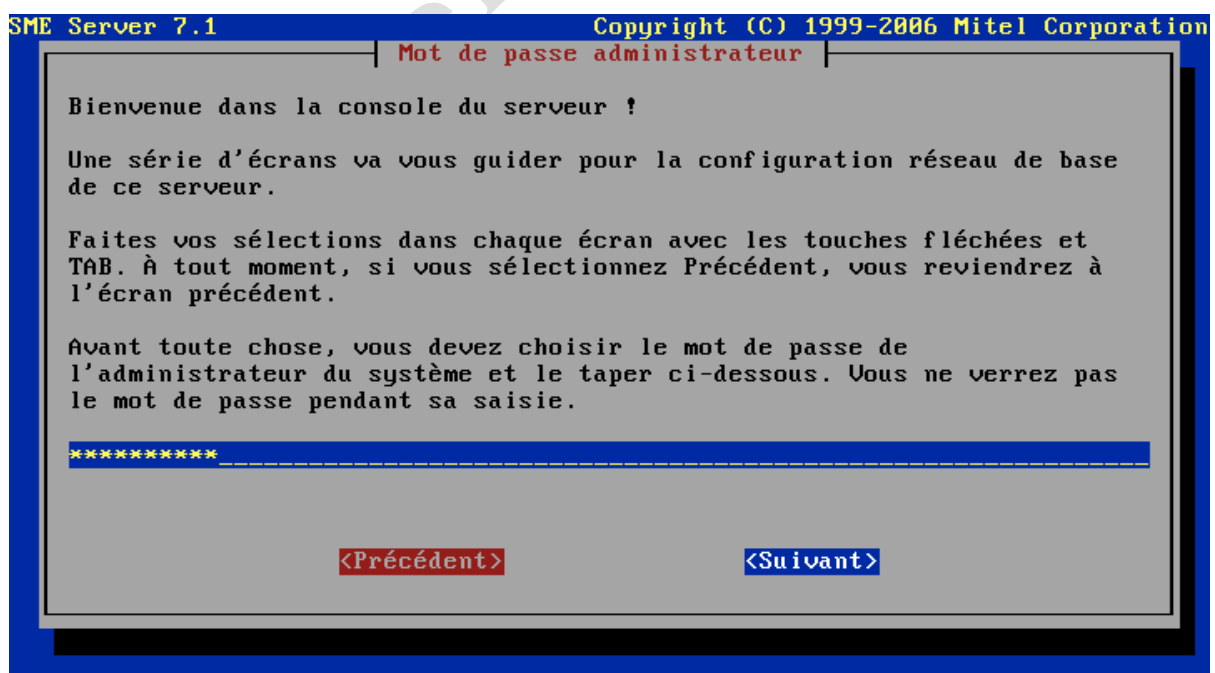 SME Server 7.1 Copyright (C) 1999-2006 Mitel Corporation
Mot de passe administrateur
Bienvenue dans la console du serveur !
Une série d'écrans va vous guider pour la configuration réseau de base
de ce serveur.
Faites vos sélections dans chaque écran avec les touches fléchées et
TAB. À tout moment, si vous sélectionnez Précédent, vous reviendrez à
l'écran précédent.
Avant toute chose, vous devez choisir le mot de passe de
l'administrateur du système et le taper ci-dessous. Vous ne verrez pas
le mot de passe pendant sa saisie.
**********
<Précédent> <Suivant>